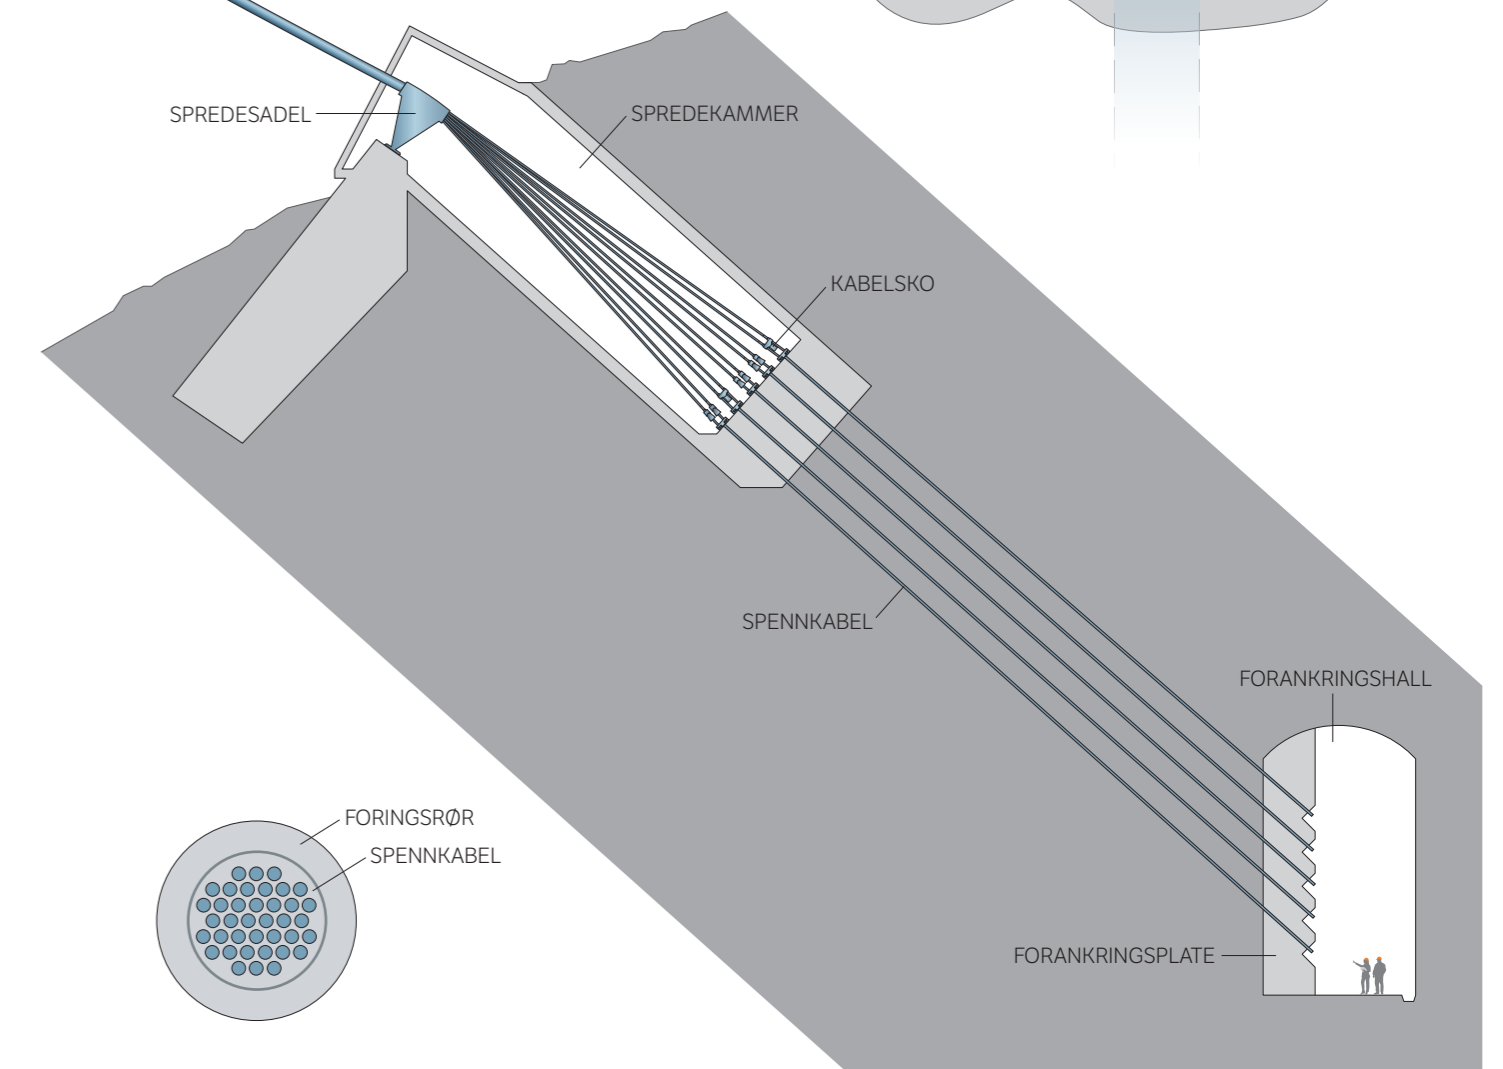 SPREDESADEL
SPREDEKAMMER
KABELSKO
SPENNKABEL
FORANKRINGSHALL
FORINGSRØR
SPENNKABEL
FORANKRINGSPLATE